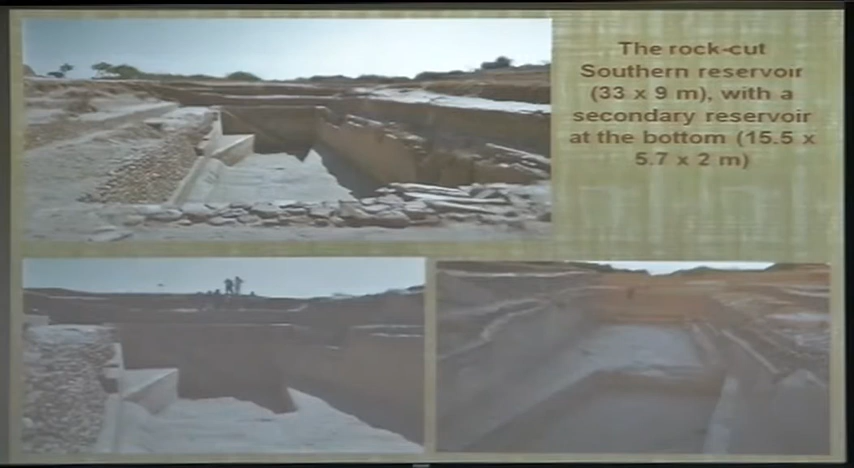 The rock-cut
Southern reservoir
(33 x 9 m), with a
secondary reservoir
at the bottom (15.5 x
5.7 x 2 m)